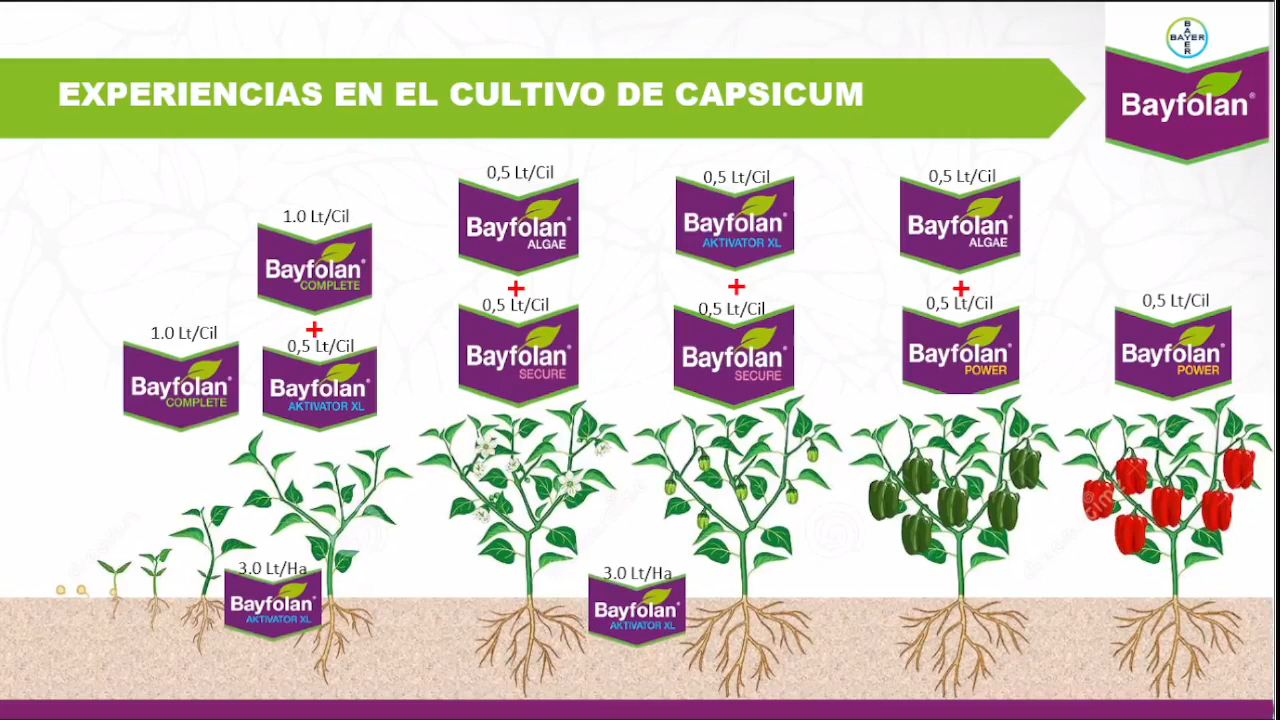 BAYER
BAYER
EXPERIENCIAS EN EL CULTIVO DE CAPSICUM
Bayfolan®
1.0 Lt/Cil
Bayfolan®
COMPLETE
1.0 Lt/Cil
Bayfolan®
COMPLETE
+
0,5 Lt/Cil
Bayfolan®
AKTIVATOR XL
0,5 Lt/Cil
Bayfolan®
ALGAE
+
0,5 Lt/Cil
Bayfolan®
SECURE
0,5 Lt/Cil
Bayfolan®
AKTIVATOR XL
+
0,5 Lt/Cil
Bayfolan®
SECURE
0,5 Lt/Cil
Bayfolan®
ALGAE
+
0,5 Lt/Cil
Bayfolan®
POWER
0,5 Lt/Cil
Bayfolan®
POWER
3.0 Lt/Ha
Bayfolan®
AKTIVATOR XL
3.0 Lt/Ha
Bayfolan®
AKTIVATOR XL